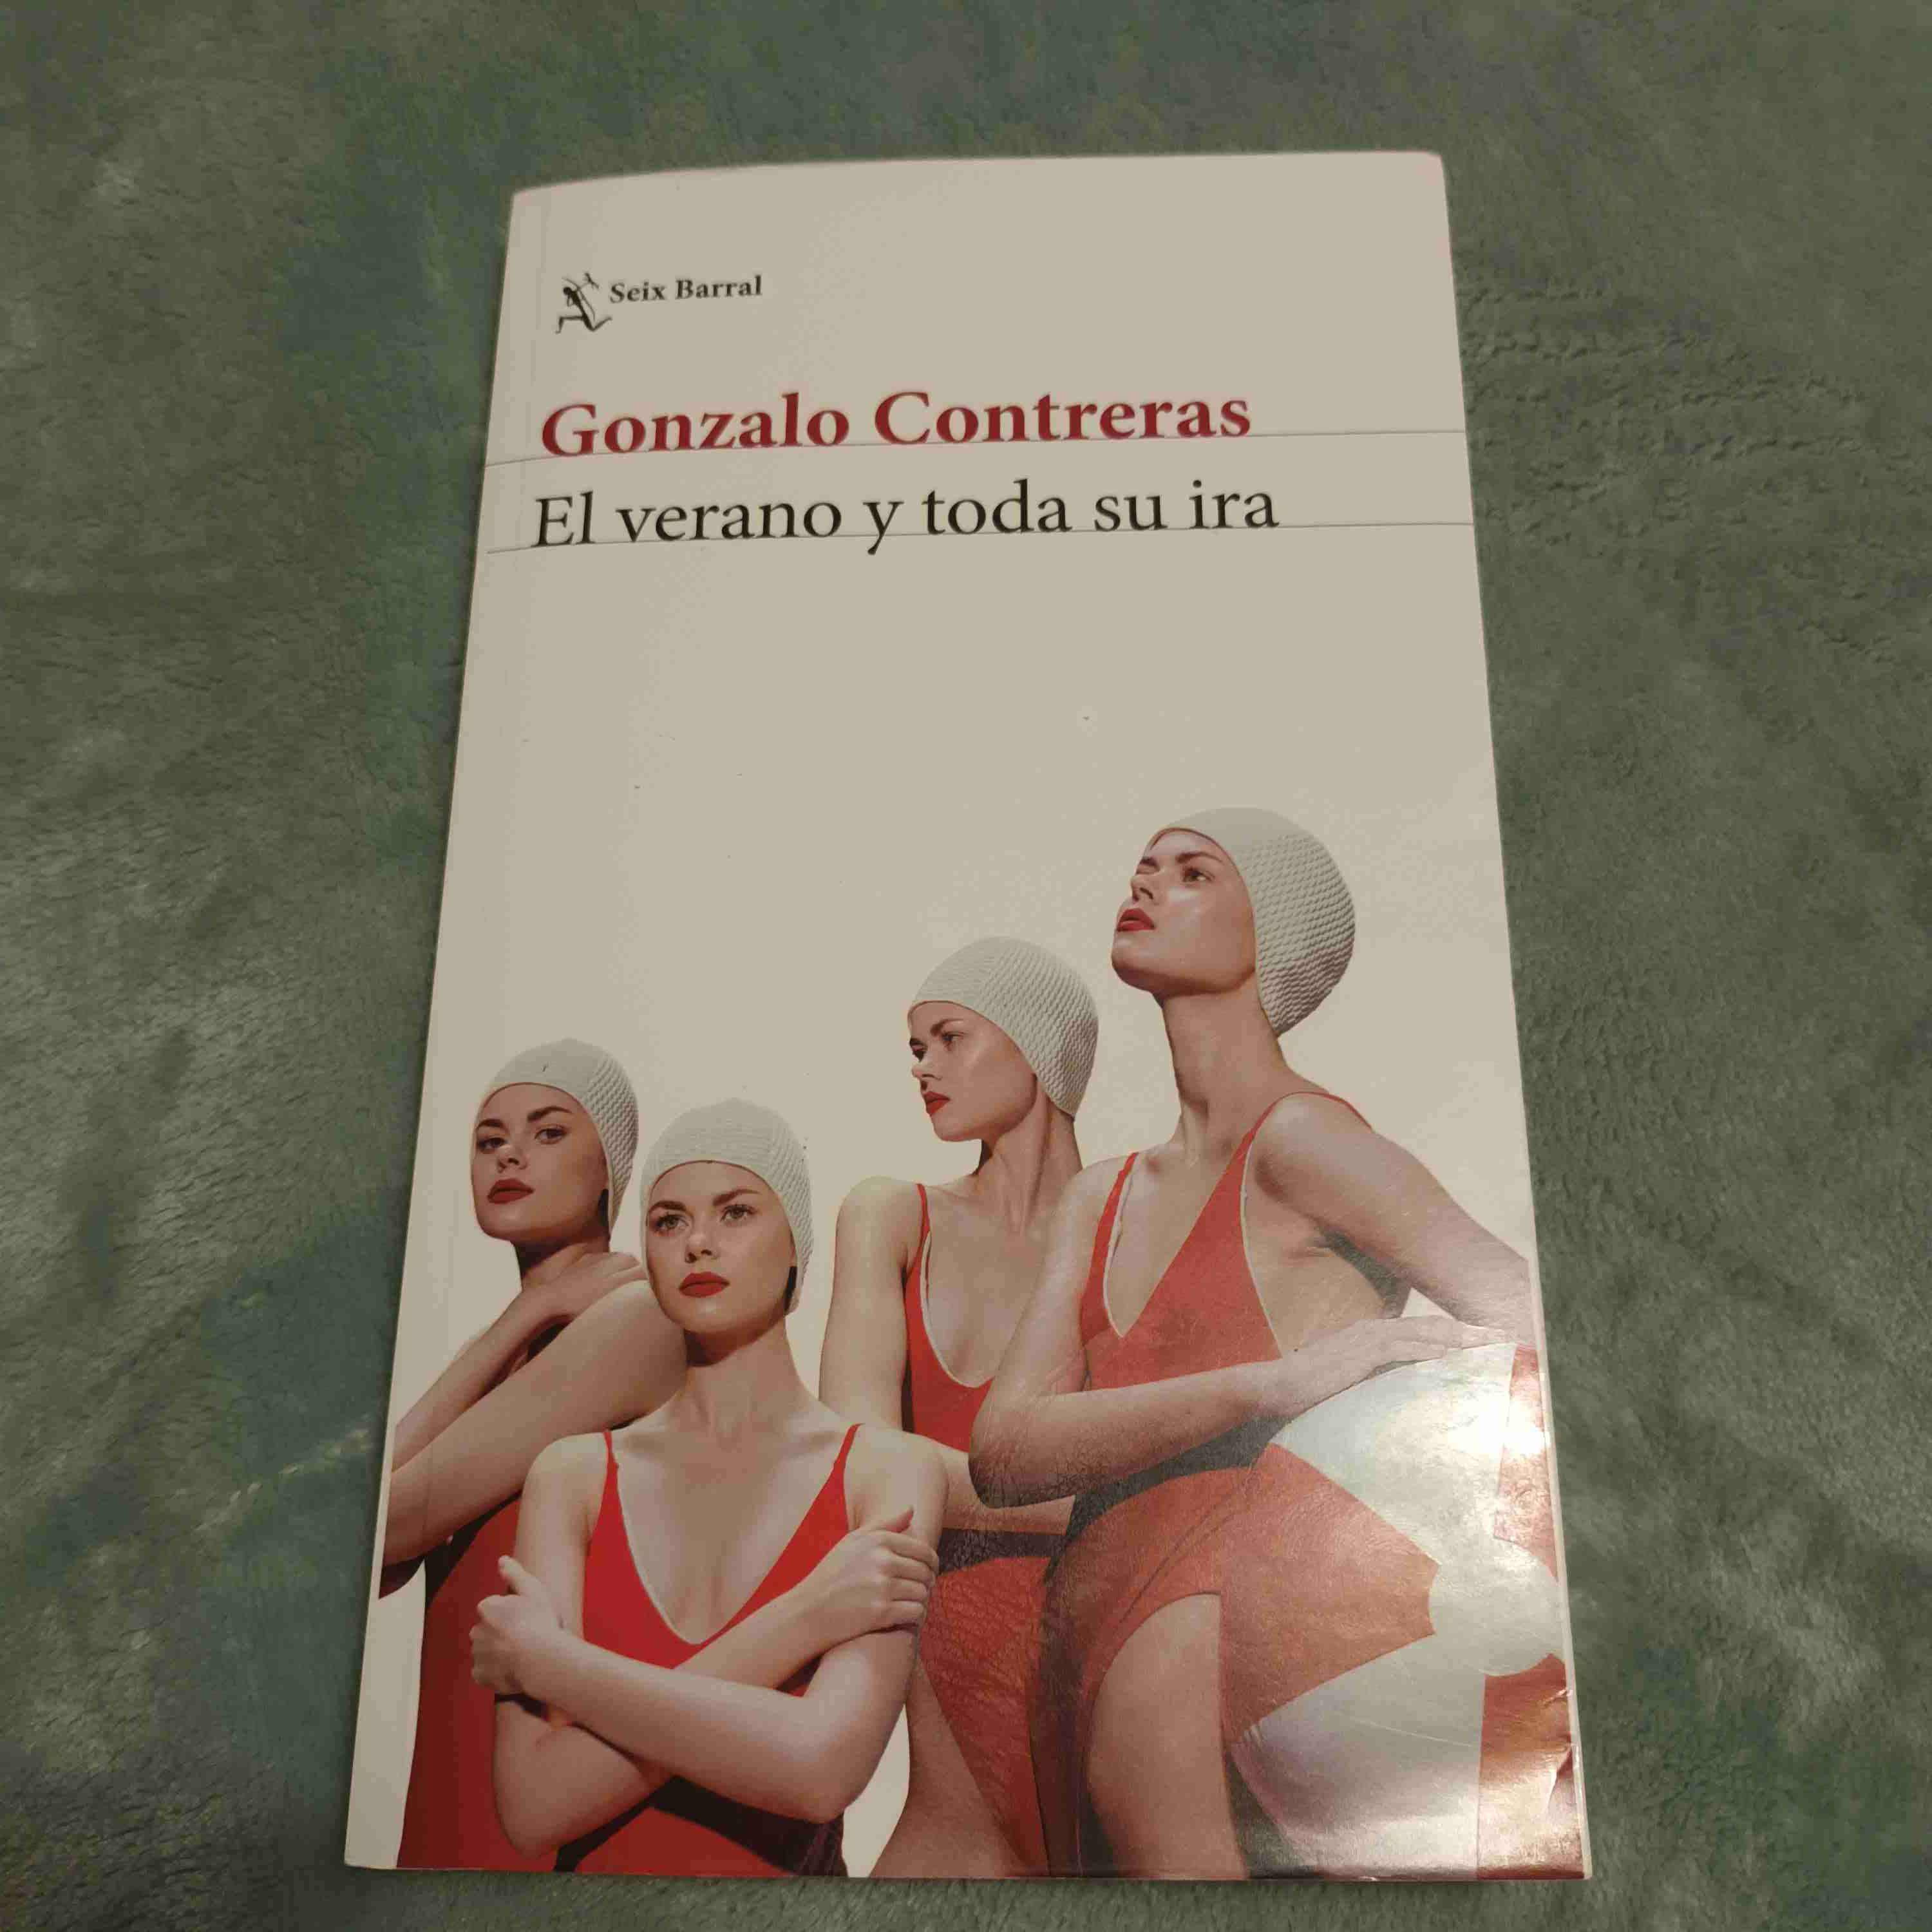 Seix Barral
Gonzalo Contreras
El verano y toda su ira